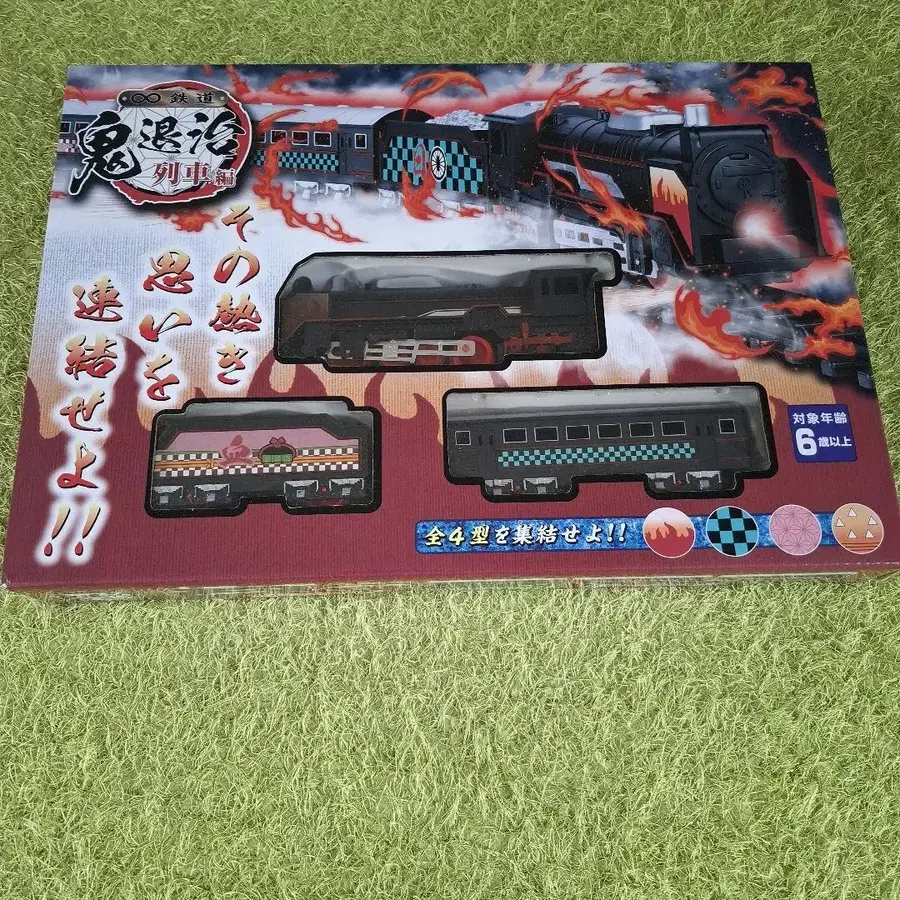 ∞鉄道
鬼退治
列車編
その熱き
思いを
連結せよ!!
対象年齢
6歳以上
全4型を集結せよ!!